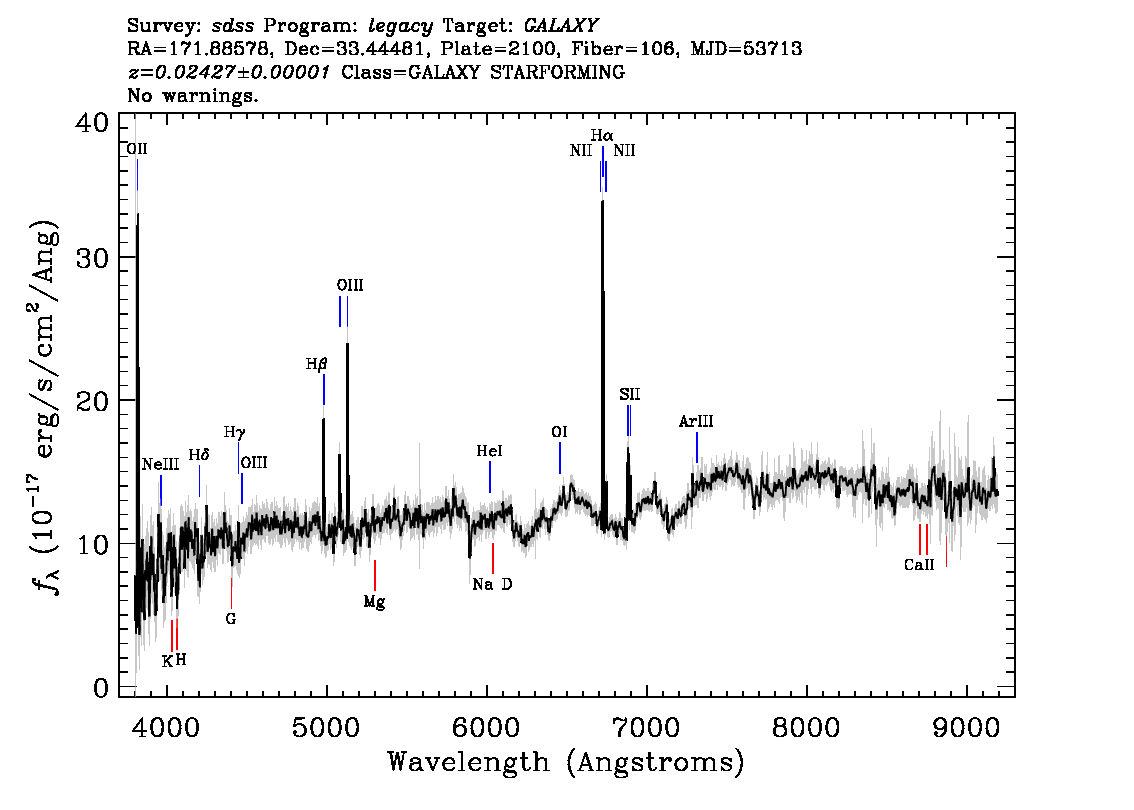 Survey: sdss Program: legacy Target: GALAXY
RA=171.88578, Dec=33.44481, Plate=2100, Fiber=106, MJD=53713
z=0.02427±0.00001 Class=GALAXY STARFORMING
No warnings.
40
30
20
10
0
f_λ (10^−17 erg/s/cm^2/Ang)
OII
Hα
NII NII
OIII
Hβ
SII
ArIII
Hγ
OI
HeI
Hδ
NeIII
OIII
CaII
Na D
Mg
G
K H
4000 5000 6000 7000 8000 9000
Wavelength (Angstroms)